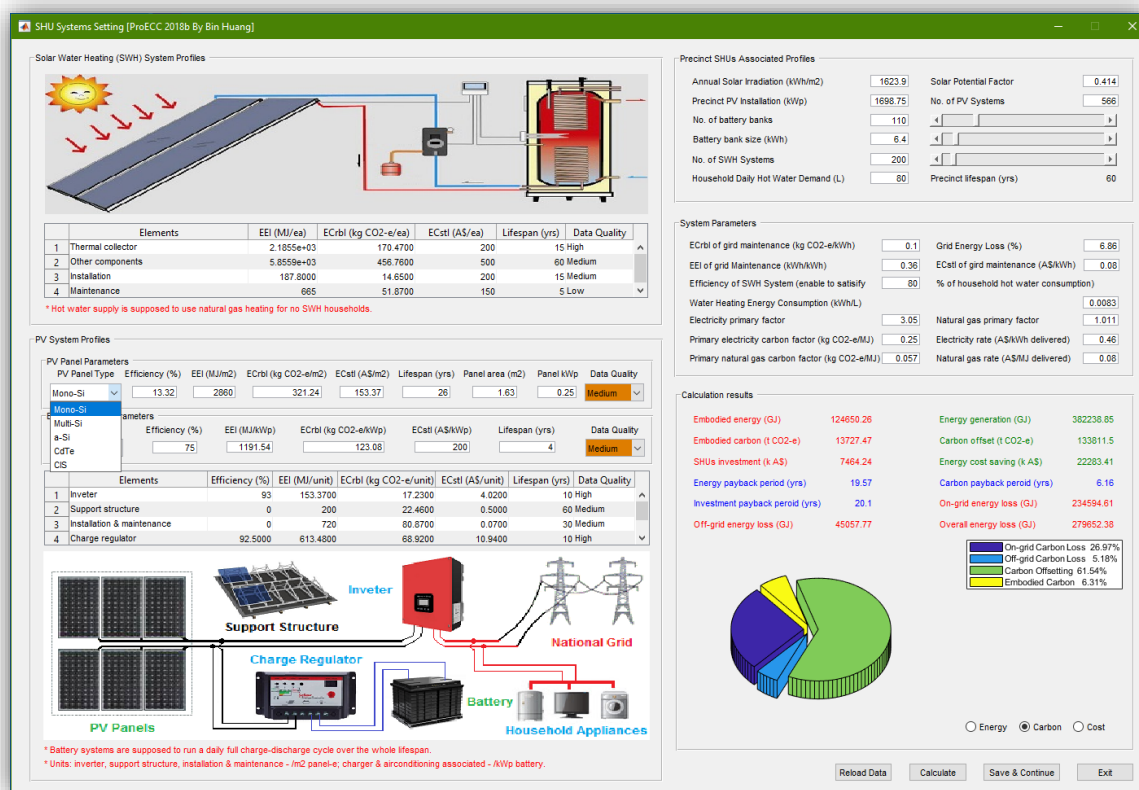 SHU Systems Setting [ProECC 2018b By Bin Huang]
Solar Water Heating (SWH) System Profiles
Elements EEI (MJ/ea) ECrbl (kg CO2-e/ea) ECstl (A$/ea) Lifespan (yrs) Data Quality
1 Thermal collector 2.1855e+03 170.4700 200 15 High
2 Other components 5.8559e+03 456.7600 500 60 Medium
3 Installation 187.8000 14.6500 200 15 Medium
4 Maintenance 665 51.8700 150 5 Low
* Hot water supply is supposed to use natural gas heating for no SWH households.
PV System Profiles
PV Panel Parameters
PV Panel Type Efficiency (%) EEI (MJ/m2) ECrbl (kg CO2-e/m2) ECstl (A$/m2) Lifespan (yrs) Panel area (m2) Panel kWp Data Quality
Mono-Si 13.32 2860 321.24 153.37 26 1.63 0.25 Medium
Mono-Si
Multi-Si
a-Si
CdTe
CIS
ameters
Efficiency (%) EEI (MJ/kWp) ECrbl (kg CO2-e/kWp) ECstl (A$/kWp) Lifespan (yrs) Data Quality
75 1191.54 123.08 200 4 Medium
Elements Efficiency (%) EEI (MJ/unit) ECrbl (kg CO2-e/unit) ECstl (A$/unit) Lifespan (yrs) Data Quality
1 Inveter 93 153.3700 17.2300 4.0200 10 High
2 Support structure 0 200 22.4600 0.5000 60 Medium
3 Installation & maintenance 0 720 80.8700 0.0700 30 Medium
4 Charge regulator 92.5000 613.4800 68.9200 10.9400 10 High
Inveter
Support Structure
National Grid
Charge Regulator
Battery
PV Panels
Household Appliances
* Battery systems are supposed to run a daily full charge-discharge cycle over the whole lifespan.
* Units: inverter, support structure, installation & maintenance - /m2 panel-e; charger & airconditioning associated - /kWp battery.
Precinct SHUs Associated Profiles
Annual Solar Irradiation (kWh/m2) 1623.9 Solar Potential Factor 0.414
Precinct PV Installation (kWp) 1698.75 No. of PV Systems 566
No. of battery banks 110
Battery bank size (kWh) 6.4
No. of SWH Systems 200
Household Daily Hot Water Demand (L) 80 Precinct lifespan (yrs) 60
System Parameters
ECrbl of gird maintenance (kg CO2-e/kWh) 0.1 Grid Energy Loss (%) 6.86
EEI of grid Maintenance (kWh/kWh) 0.36 ECstl of gird maintenance (A$/kWh) 0.08
Efficiency of SWH System (enable to satisify 80 % of household hot water consumption)
Water Heating Energy Consumption (kWh/L) 0.0083
Electricity primary factor 3.05 Natural gas primary factor 1.011
Primary electricity carbon factor (kg CO2-e/MJ) 0.25 Electricity rate (A$/kWh delivered) 0.46
Primary natural gas carbon factor (kg CO2-e/MJ) 0.057 Natural gas rate (A$/MJ delivered) 0.08
Calculation results
Embodied energy (GJ) 124650.26 Energy generation (GJ) 382238.85
Embodied carbon (t CO2-e) 13727.47 Carbon offset (t CO2-e) 133811.5
SHUs investment (k A$) 7464.24 Energy cost saving (k A$) 22283.41
Energy payback period (yrs) 19.57 Carbon payback peroid (yrs) 6.16
Investment payback peroid (yrs) 20.1 On-grid energy loss (GJ) 234594.61
Off-grid energy loss (GJ) 45057.77 Overall energy loss (GJ) 279652.38
On-grid Carbon Loss 26.97%
Off-grid Carbon Loss 5.18%
Carbon Offsetting 61.54%
Embodied Carbon 6.31%
Energy Carbon Cost
Reload Data Calculate Save & Continue Exit